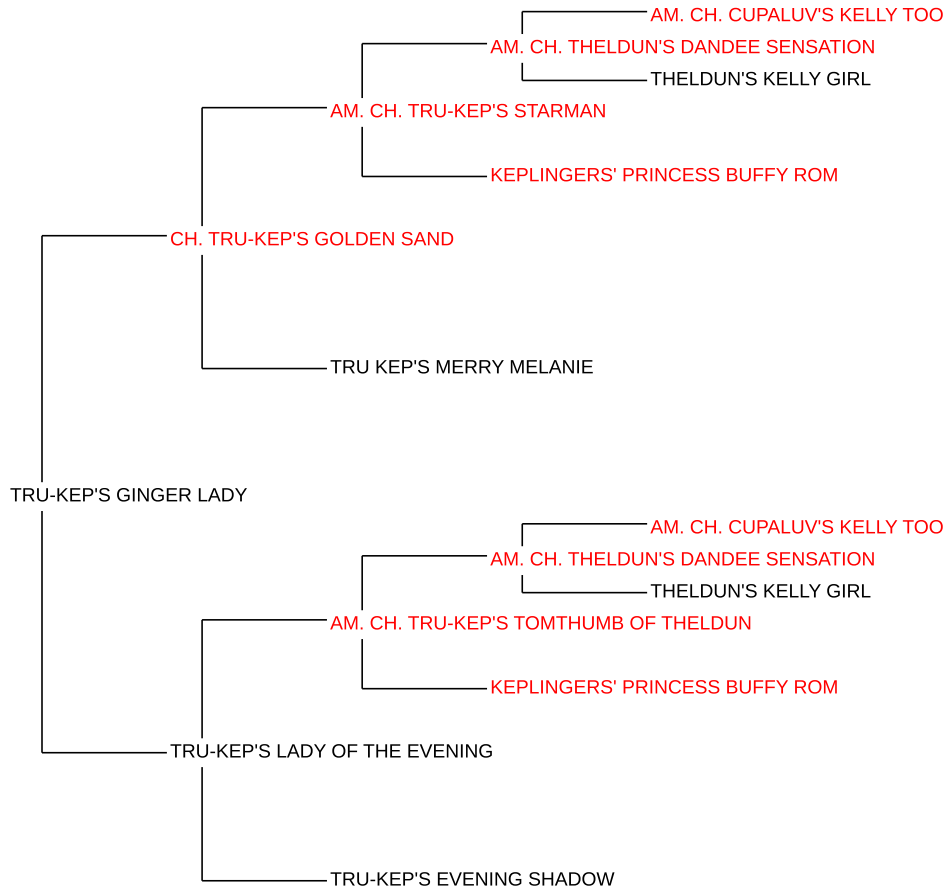 AM. CH. CUPALUV'S KELLY TOO
AM. CH. THELDUN'S DANDEE SENSATION
THELDUN'S KELLY GIRL
AM. CH. TRU-KEP'S STARMAN
KEPLINGERS' PRINCESS BUFFY ROM
CH. TRU-KEP'S GOLDEN SAND
TRU KEP'S MERRY MELANIE
TRU-KEP'S GINGER LADY
AM. CH. CUPALUV'S KELLY TOO
AM. CH. THELDUN'S DANDEE SENSATION
THELDUN'S KELLY GIRL
AM. CH. TRU-KEP'S TOMTHUMB OF THELDUN
KEPLINGERS' PRINCESS BUFFY ROM
TRU-KEP'S LADY OF THE EVENING
TRU-KEP'S EVENING SHADOW